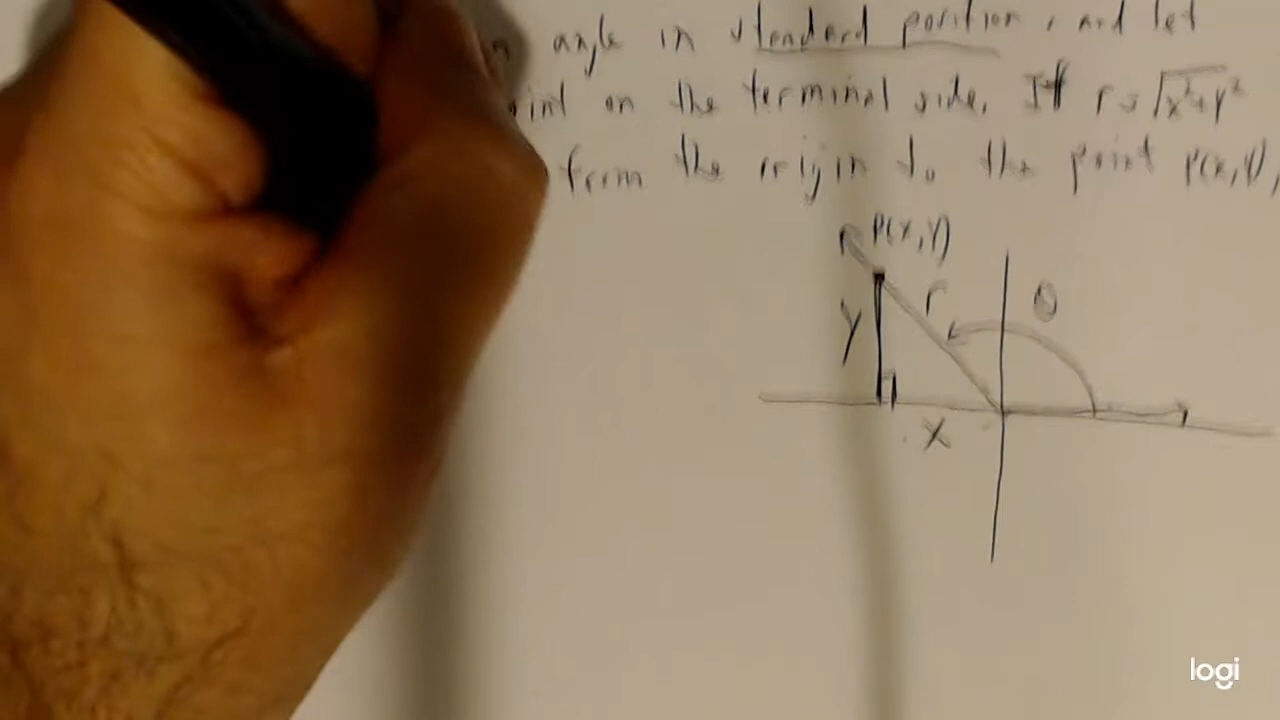 angle in standard position, and let
on the terminal side. If r = √x²+y²
from the origin to the point P(x,y),
P(x,y)
r
θ
y
x
logi